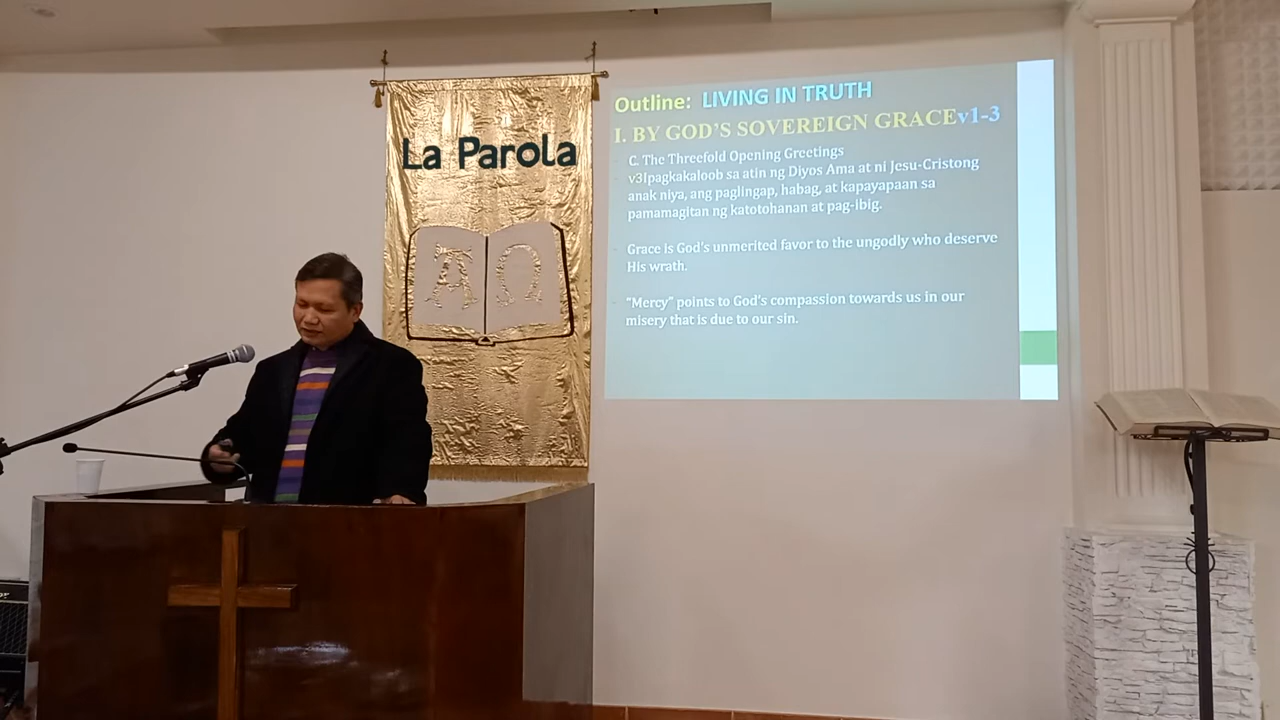 La Parola
Α Ω
Outline: LIVING IN TRUTH
I. BY GOD'S SOVEREIGN GRACEv1-3
C. The Threefold Opening Greetings
v3Ipagkakaloob sa atin ng Diyos Ama at ni Jesu-Cristong
anak niya, ang paglingap, habag, at kapayapaan sa
pamamagitan ng katotohanan at pag-ibig.
Grace is God's unmerited favor to the ungodly who deserve
His wrath.
"Mercy" points to God's compassion towards us in our
misery that is due to our sin.